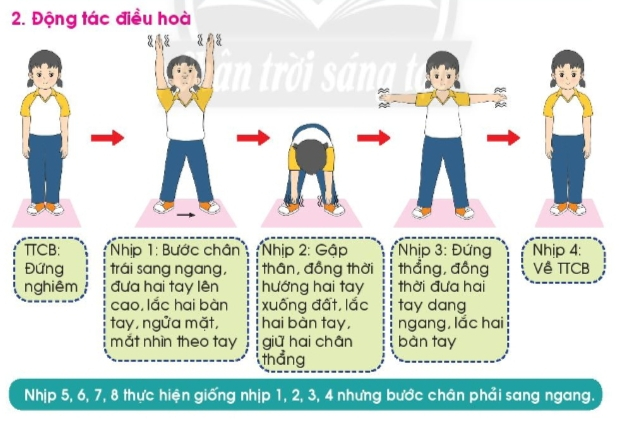 2. Động tác điều hoà
Chân trời sáng tạo
TTCB:
Đứng
nghiêm
Nhịp 1: Bước chân
trái sang ngang,
đưa hai tay lên
cao, lắc hai bàn
tay, ngửa mặt,
mắt nhìn theo tay
Nhịp 2: Gập
thân, đồng thời
hướng hai tay
xuống đất, lắc
hai bàn tay,
giữ hai chân
thẳng
Nhịp 3: Đứng
thẳng, đồng
thời đưa hai
tay dang
ngang, lắc hai
bàn tay
Nhịp 4:
Về TTCB
Nhịp 5, 6, 7, 8 thực hiện giống nhịp 1, 2, 3, 4 nhưng bước chân phải sang ngang.